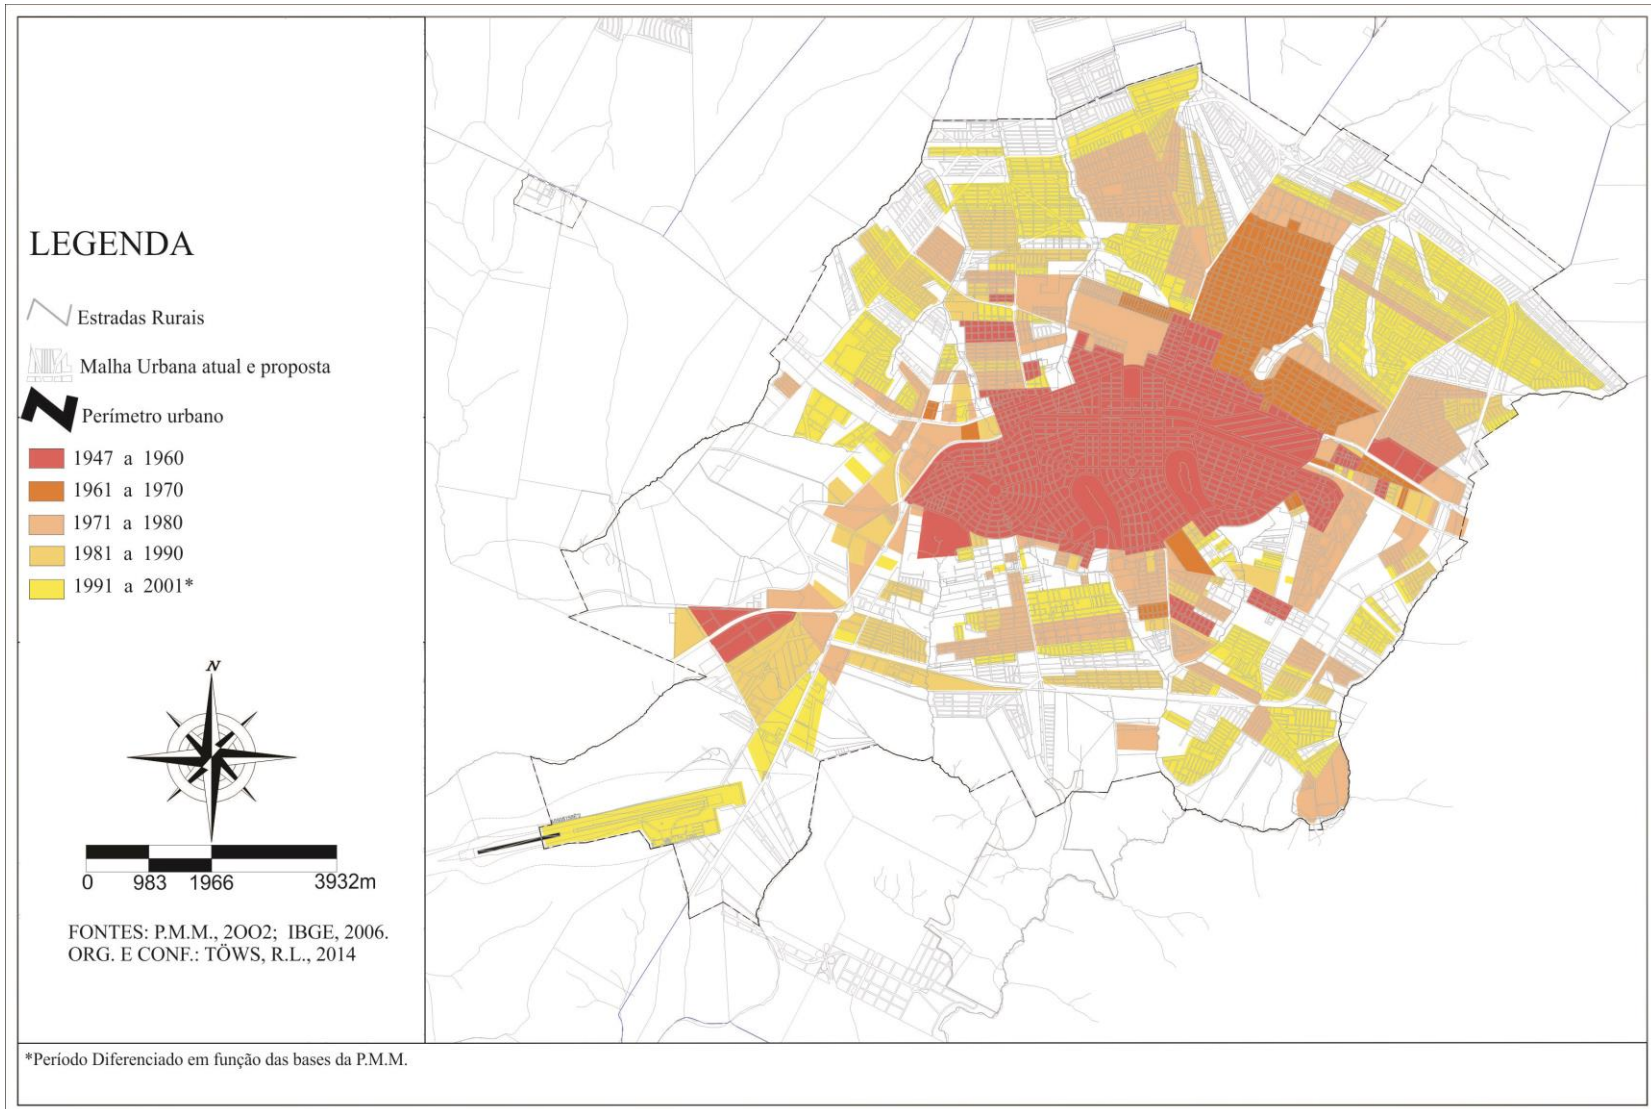 LEGENDA
Estradas Rurais
Malha Urbana atual e proposta
Perímetro urbano
1947 a 1960
1961 a 1970
1971 a 1980
1981 a 1990
1991 a 2001*
N
0 983 1966 3932m
FONTES: P.M.M., 2OO2; IBGE, 2006.
ORG. E CONF.: TÖWS, R.L., 2014
*Período Diferenciado em função das bases da P.M.M.